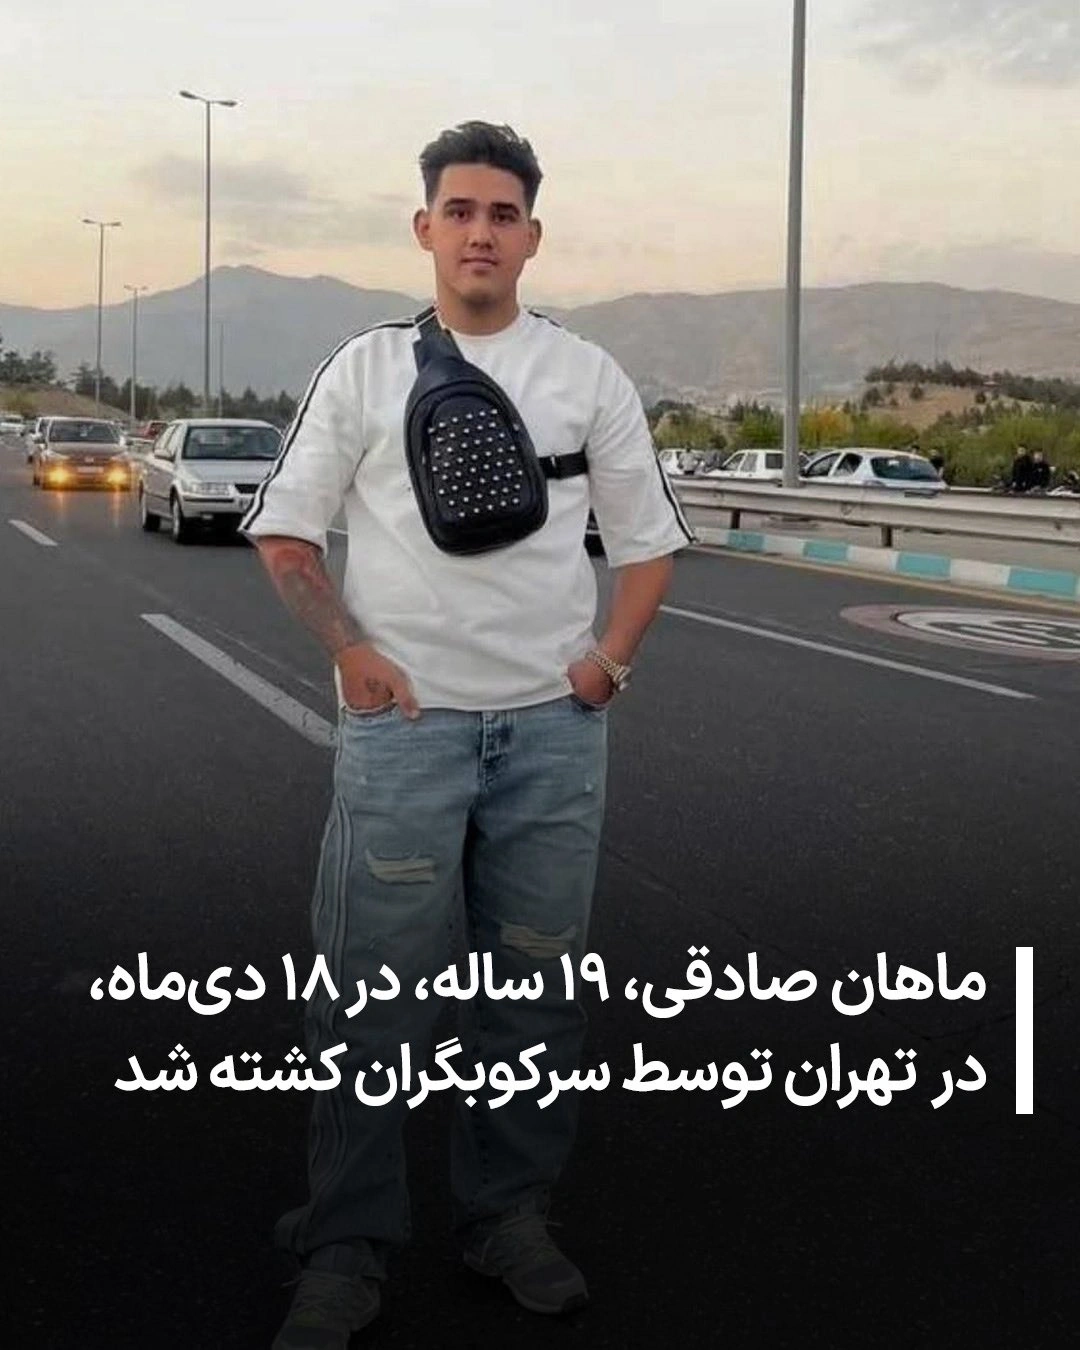 ماهان صادقی، ۱۹ ساله، در ۱۸ دی‌ماه،
در تهران توسط سرکوبگران کشته شد